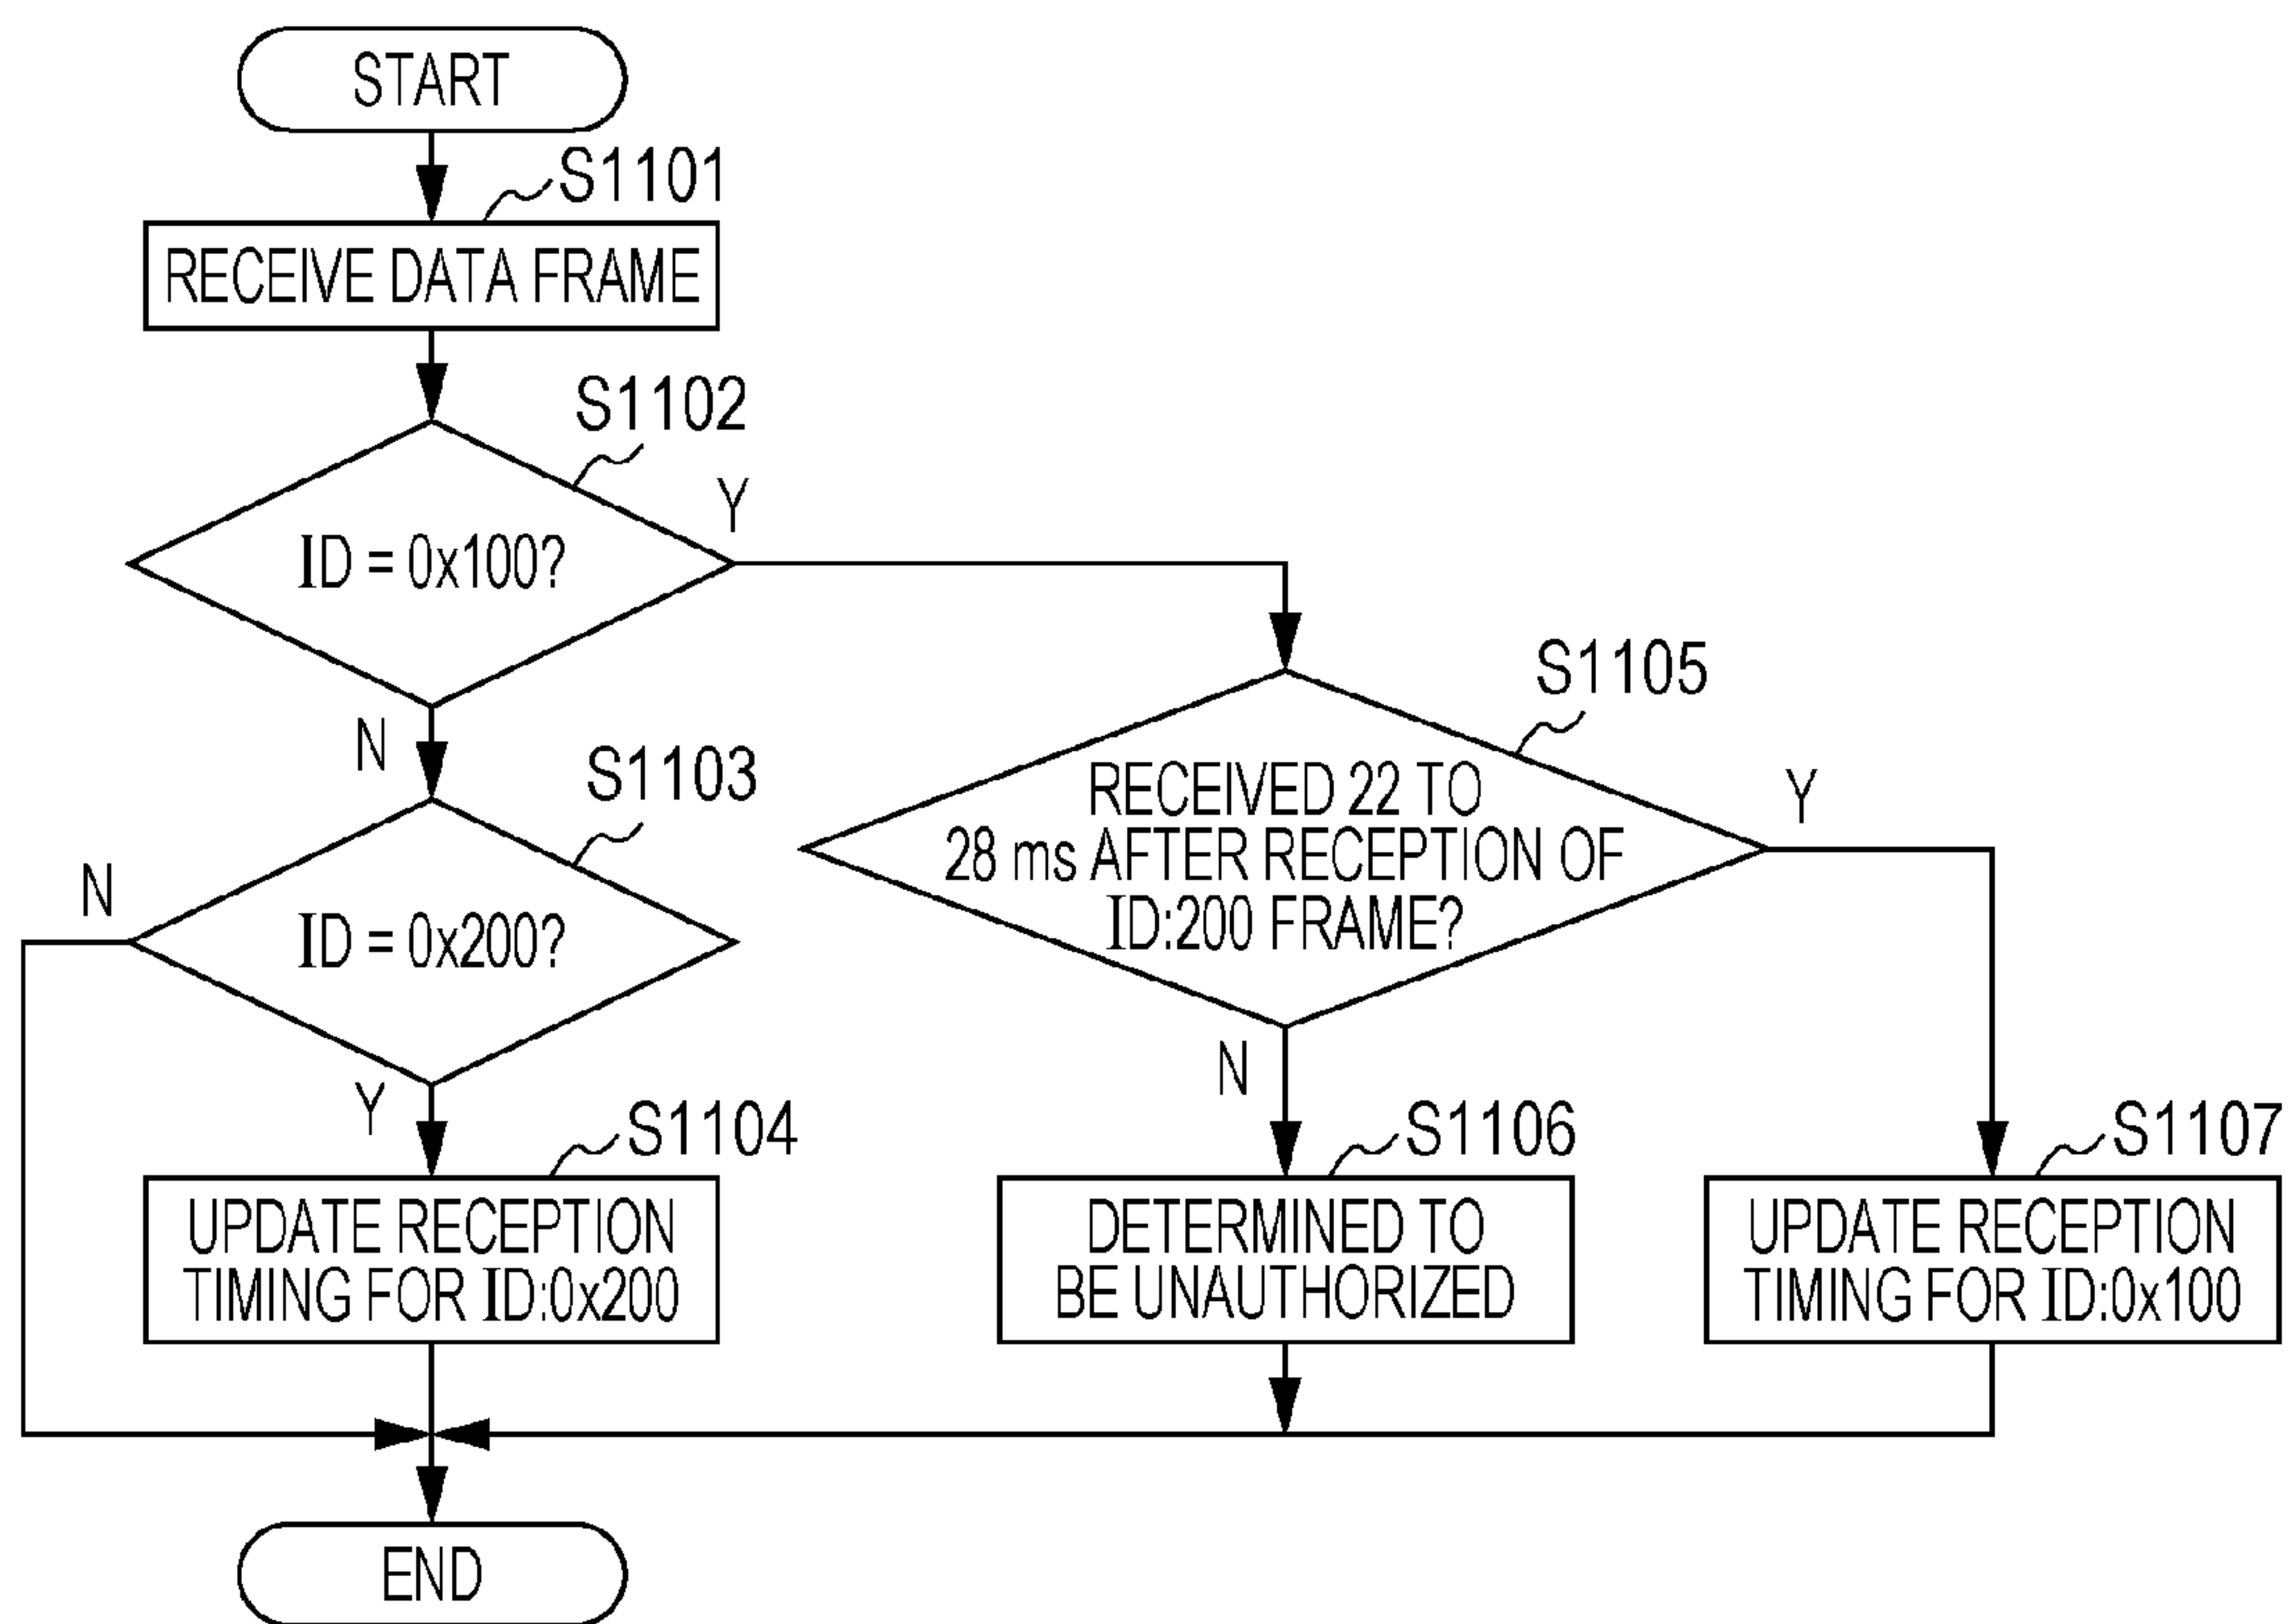 START
S1101
RECEIVE DATA FRAME
S1102
ID = 0x100?
Y
N
S1103
ID = 0x200?
N
Y
S1104
UPDATE RECEPTION
TIMING FOR ID:0x200
S1105
RECEIVED 22 TO
28 ms AFTER RECEPTION OF
ID:200 FRAME?
Y
N
S1106
DETERMINED TO
BE UNAUTHORIZED
S1107
UPDATE RECEPTION
TIMING FOR ID:0x100
END